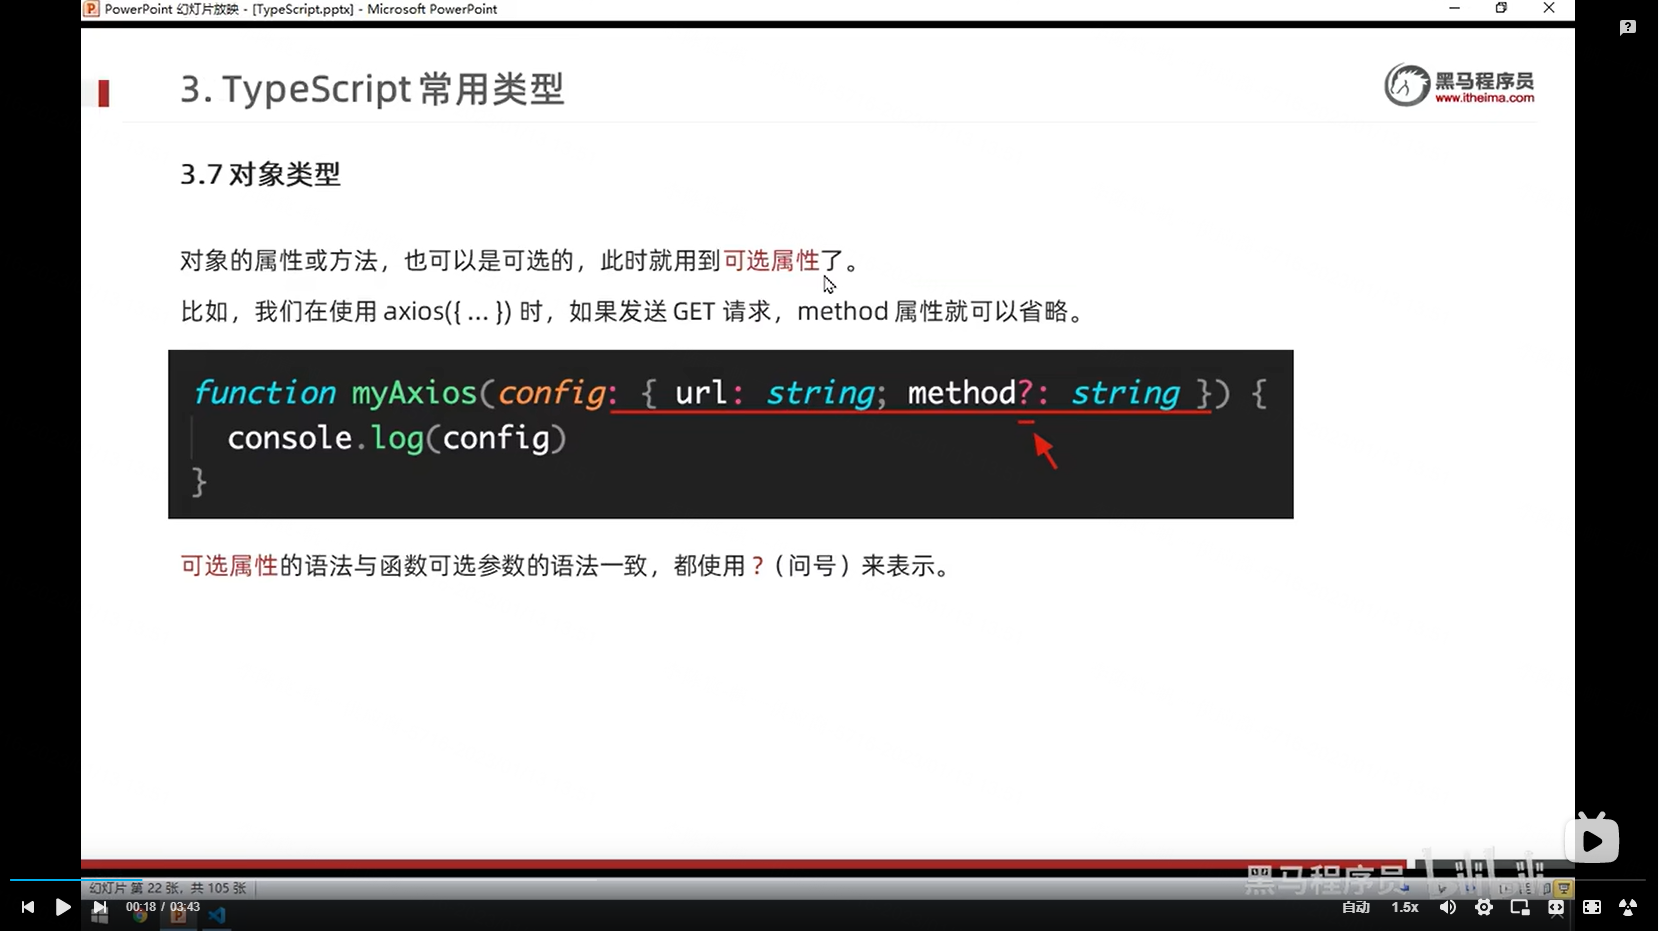 PowerPoint 幻灯片放映 - [TypeScript.pptx] - Microsoft PowerPoint
3. TypeScript 常用类型
黑马程序员
www.itheima.com
3.7 对象类型
对象的属性或方法，也可以是可选的，此时就用到可选属性了。
比如，我们在使用 axios({ ... }) 时，如果发送 GET 请求，method 属性就可以省略。
function myAxios(config: { url: string; method?: string }) {
console.log(config)
}
可选属性的语法与函数可选参数的语法一致，都使用 ?（问号）来表示。
黑马程序员
幻灯片 第 22 张，共 105 张
00:18 / 03:43
自动
1.5x